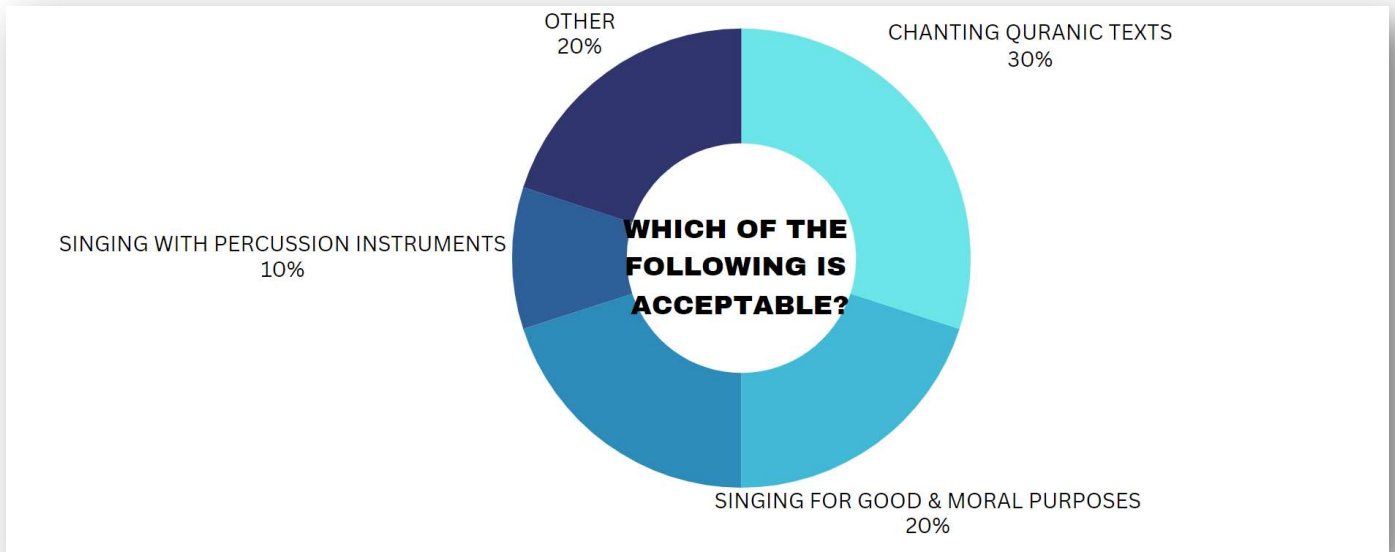 OTHER
20%
CHANTING QURANIC TEXTS
30%
SINGING WITH PERCUSSION INSTRUMENTS
10%
WHICH OF THE
FOLLOWING IS
ACCEPTABLE?
SINGING FOR GOOD & MORAL PURPOSES
20%